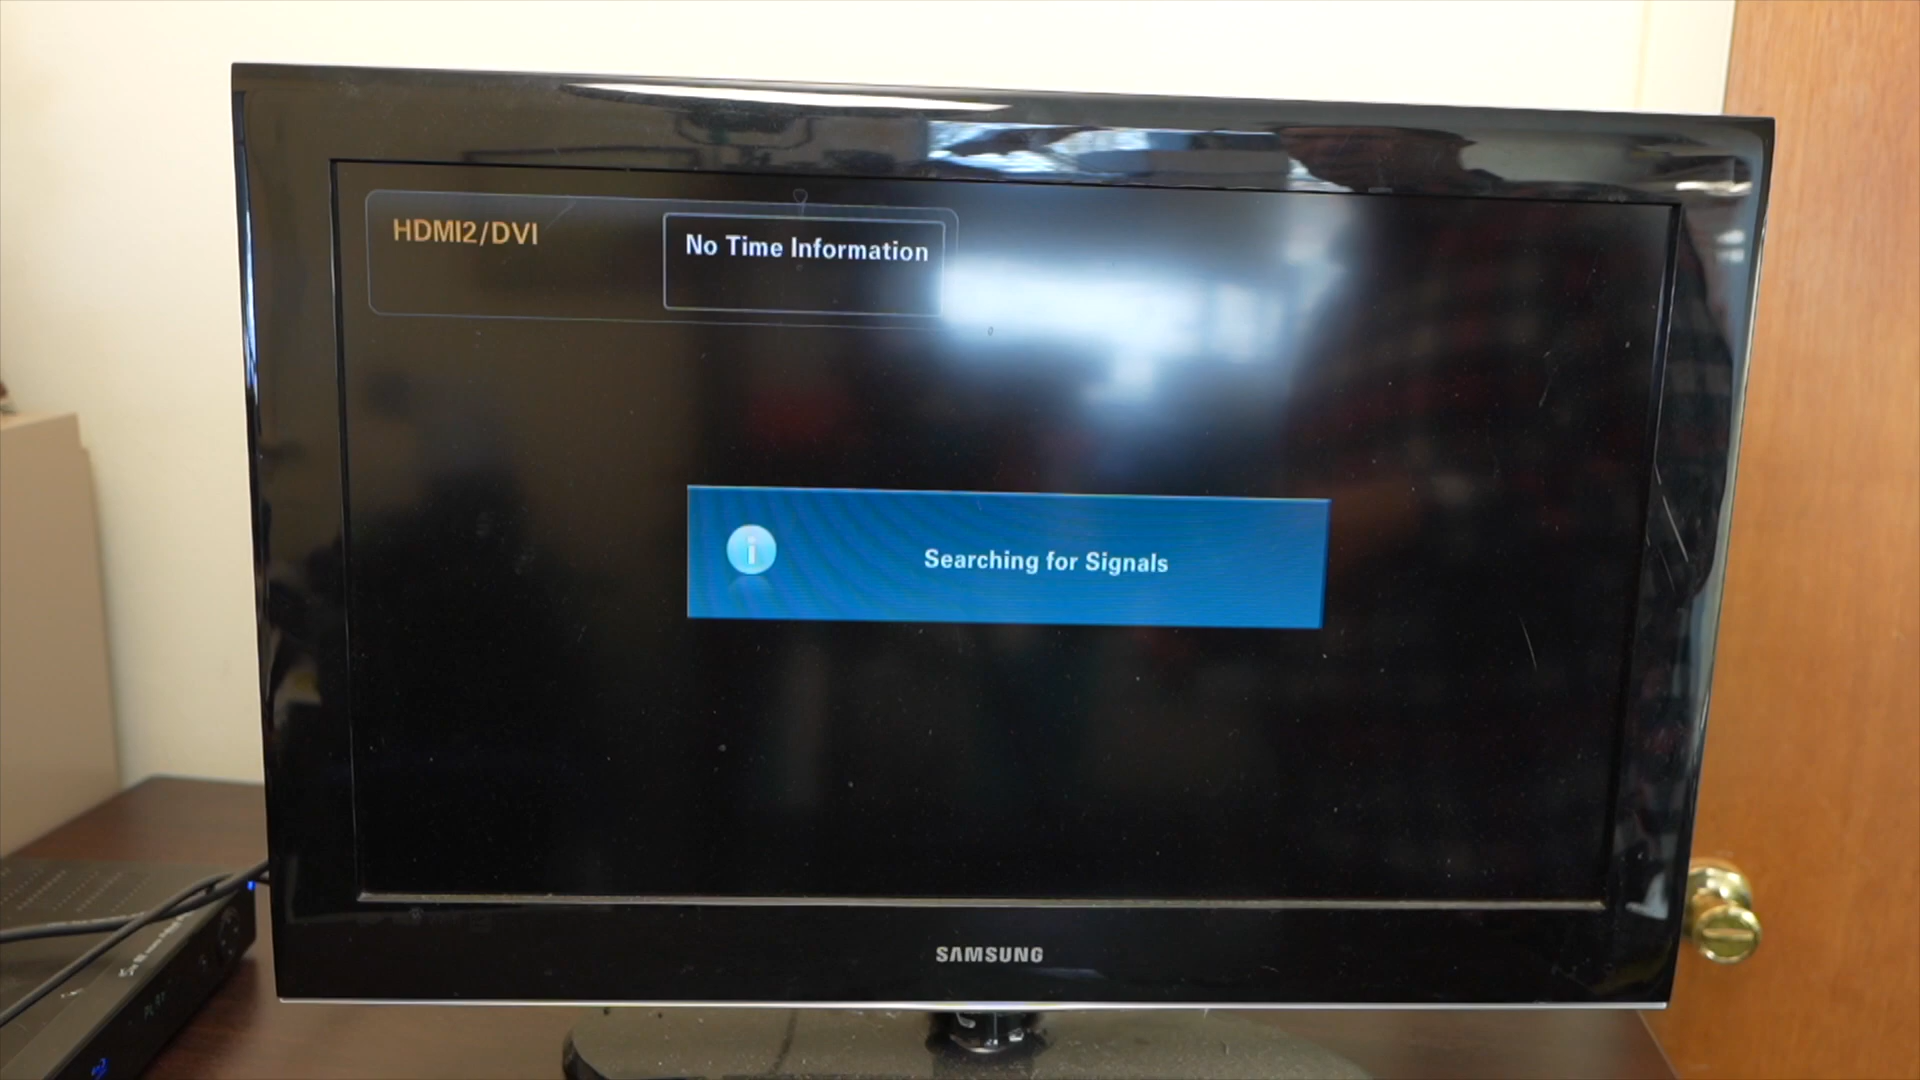 HDMI2/DVI
No Time Information
i
Searching for Signals
SAMSUNG